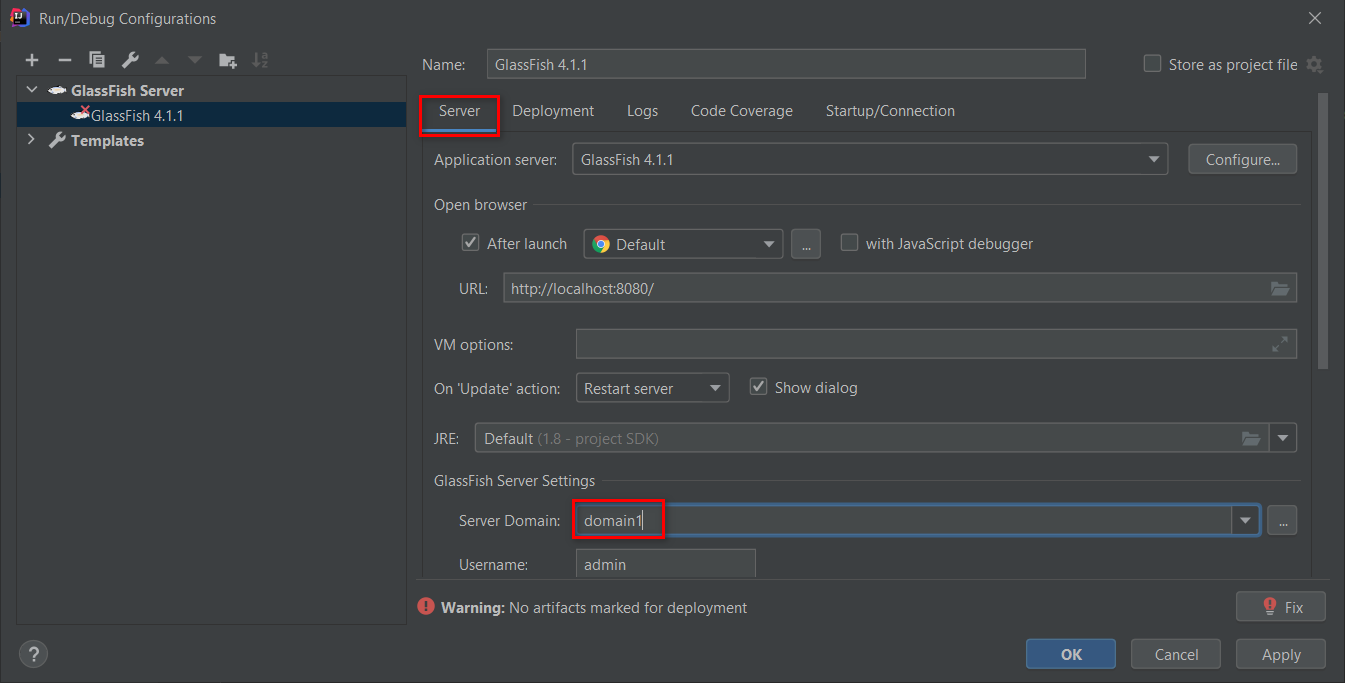 Run/Debug Configurations
Name: GlassFish 4.1.1 Store as project file
GlassFish Server
GlassFish 4.1.1
Templates
Server Deployment Logs Code Coverage Startup/Connection
Application server: GlassFish 4.1.1 Configure...
Open browser
After launch Default ... with JavaScript debugger
URL: http://localhost:8080/
VM options:
On 'Update' action: Restart server Show dialog
JRE: Default (1.8 - project SDK)
GlassFish Server Settings
Server Domain: domain1 ...
Username: admin
Warning: No artifacts marked for deployment Fix
? OK Cancel Apply